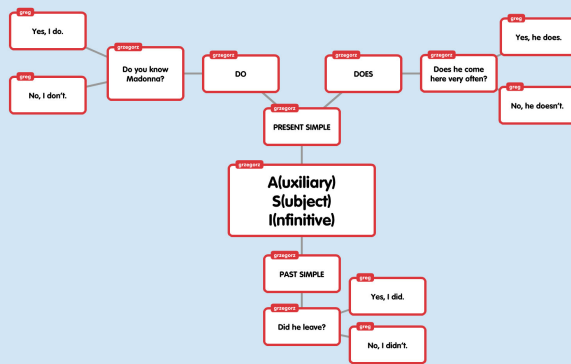 greg
Yes, I do.
greg
No, I don't.
grzegorz
Do you know
Madonna?
grzegorz
DO
grzegorz
DOES
grzegorz
Does he come
here very often?
greg
Yes, he does.
greg
No, he doesn't.
grzegorz
PRESENT SIMPLE
grzegorz
A(uxiliary)
S(ubject)
I(nfinitive)
grzegorz
PAST SIMPLE
grzegorz
Did he leave?
greg
Yes, I did.
greg
No, I didn't.